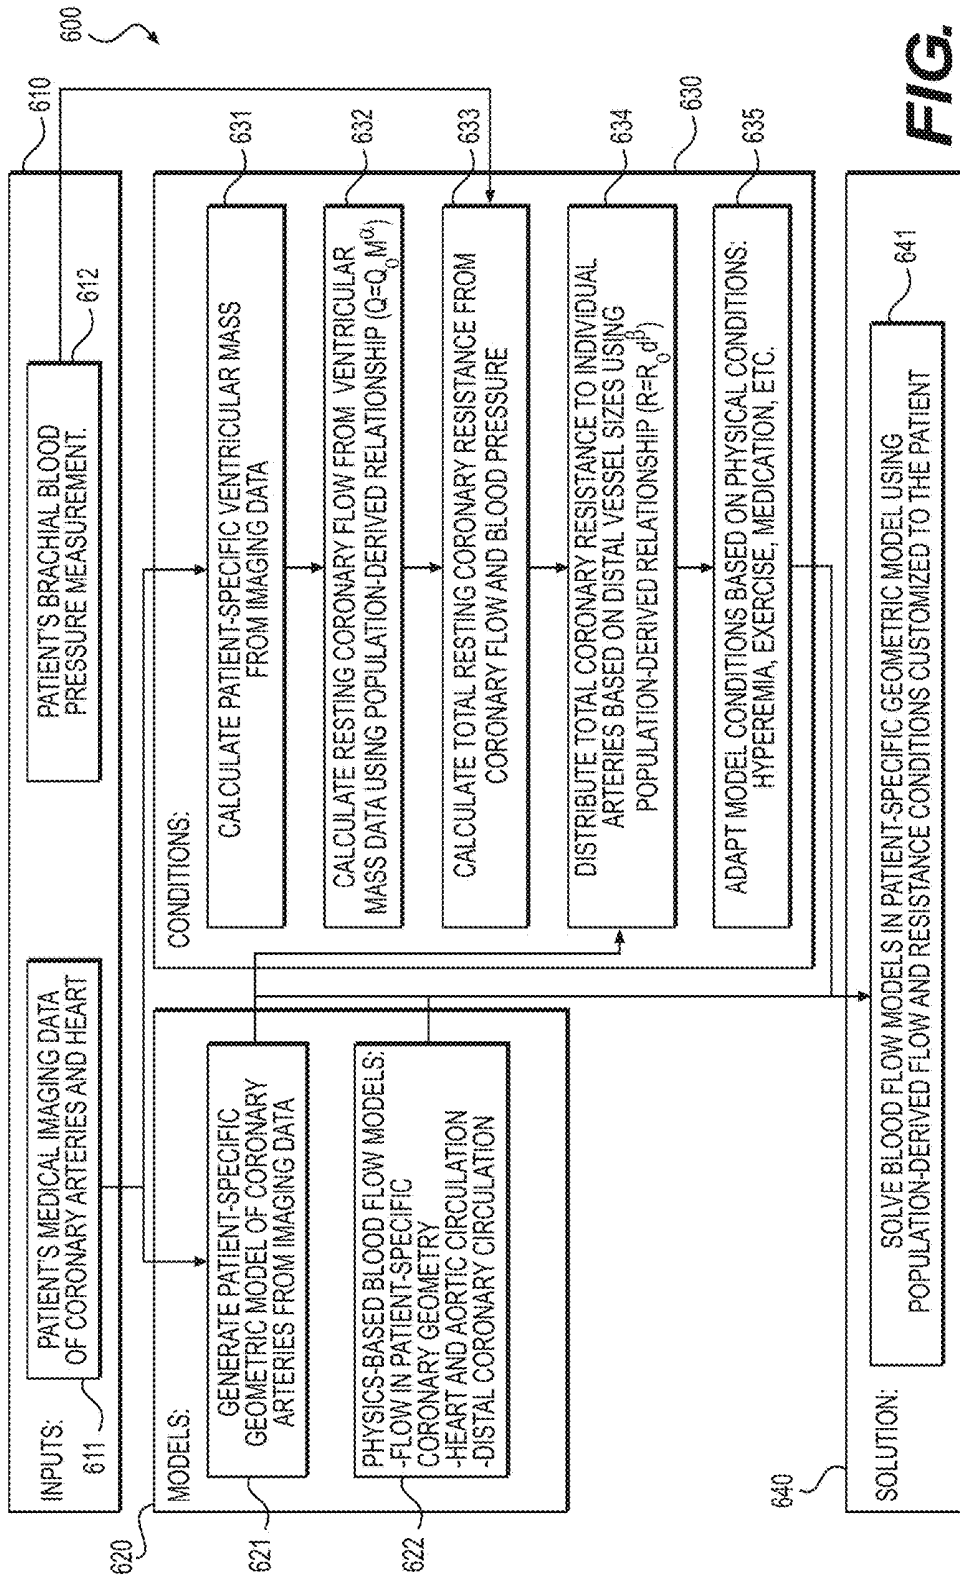 600
INPUTS:
610
611
PATIENT'S MEDICAL IMAGING DATA
OF CORONARY ARTERIES AND HEART
PATIENT'S BRACHIAL BLOOD
PRESSURE MEASUREMENT.
612
620
MODELS:
621
GENERATE PATIENT-SPECIFIC
GEOMETRIC MODEL OF CORONARY
ARTERIES FROM IMAGING DATA
622
PHYSICS-BASED BLOOD FLOW MODELS:
-FLOW IN PATIENT-SPECIFIC
CORONARY GEOMETRY
-HEART AND AORTIC CIRCULATION
-DISTAL CORONARY CIRCULATION
CONDITIONS:
CALCULATE PATIENT-SPECIFIC VENTRICULAR MASS
FROM IMAGING DATA
631
CALCULATE RESTING CORONARY FLOW FROM VENTRICULAR
MASS DATA USING POPULATION-DERIVED RELATIONSHIP (Q=Q₀M^α)
632
CALCULATE TOTAL RESTING CORONARY RESISTANCE FROM
CORONARY FLOW AND BLOOD PRESSURE
633
DISTRIBUTE TOTAL CORONARY RESISTANCE TO INDIVIDUAL
ARTERIES BASED ON DISTAL VESSEL SIZES USING
POPULATION-DERIVED RELATIONSHIP (R=R₀d^β)
634
630
ADAPT MODEL CONDITIONS BASED ON PHYSICAL CONDITIONS:
HYPEREMIA, EXERCISE, MEDICATION, ETC.
635
640
SOLUTION:
SOLVE BLOOD FLOW MODELS IN PATIENT-SPECIFIC GEOMETRIC MODEL USING
POPULATION-DERIVED FLOW AND RESISTANCE CONDITIONS CUSTOMIZED TO THE PATIENT
641
FIG.